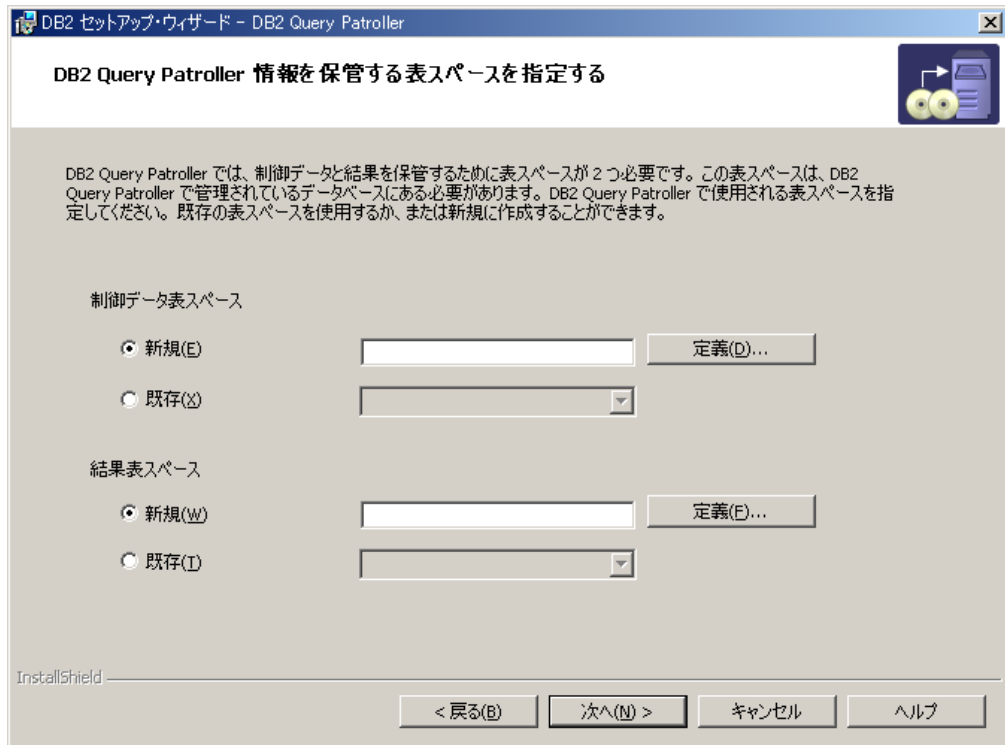 DB2 セットアップ・ウィザード - DB2 Query Patroller
DB2 Query Patroller 情報を保管する表スペースを指定する
DB2 Query Patroller では、制御データと結果を保管するために表スペースが 2 つ必要です。この表スペースは、DB2
Query Patroller で管理されているデータベースにある必要があります。DB2 Query Patroller で使用される表スペースを指
定してください。既存の表スペースを使用するか、または新規に作成することができます。
制御データ表スペース
新規(E)
定義(D)...
既存(X)
結果表スペース
新規(W)
定義(F)...
既存(T)
InstallShield
< 戻る(B)
次へ(N) >
キャンセル
ヘルプ